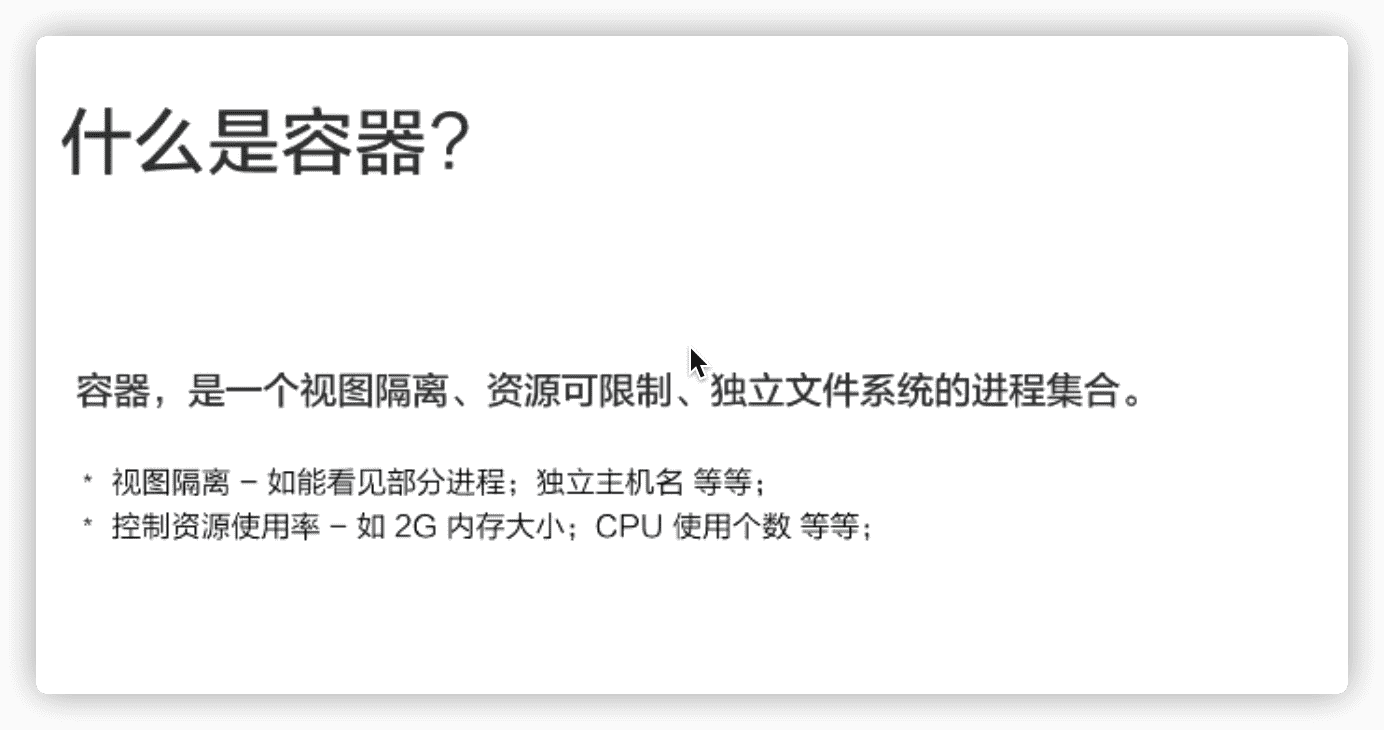 什么是容器?
容器，是一个视图隔离、资源可限制、独立文件系统的进程集合。
* 视图隔离 – 如能看见部分进程；独立主机名 等等；
* 控制资源使用率 – 如 2G 内存大小；CPU 使用个数 等等；